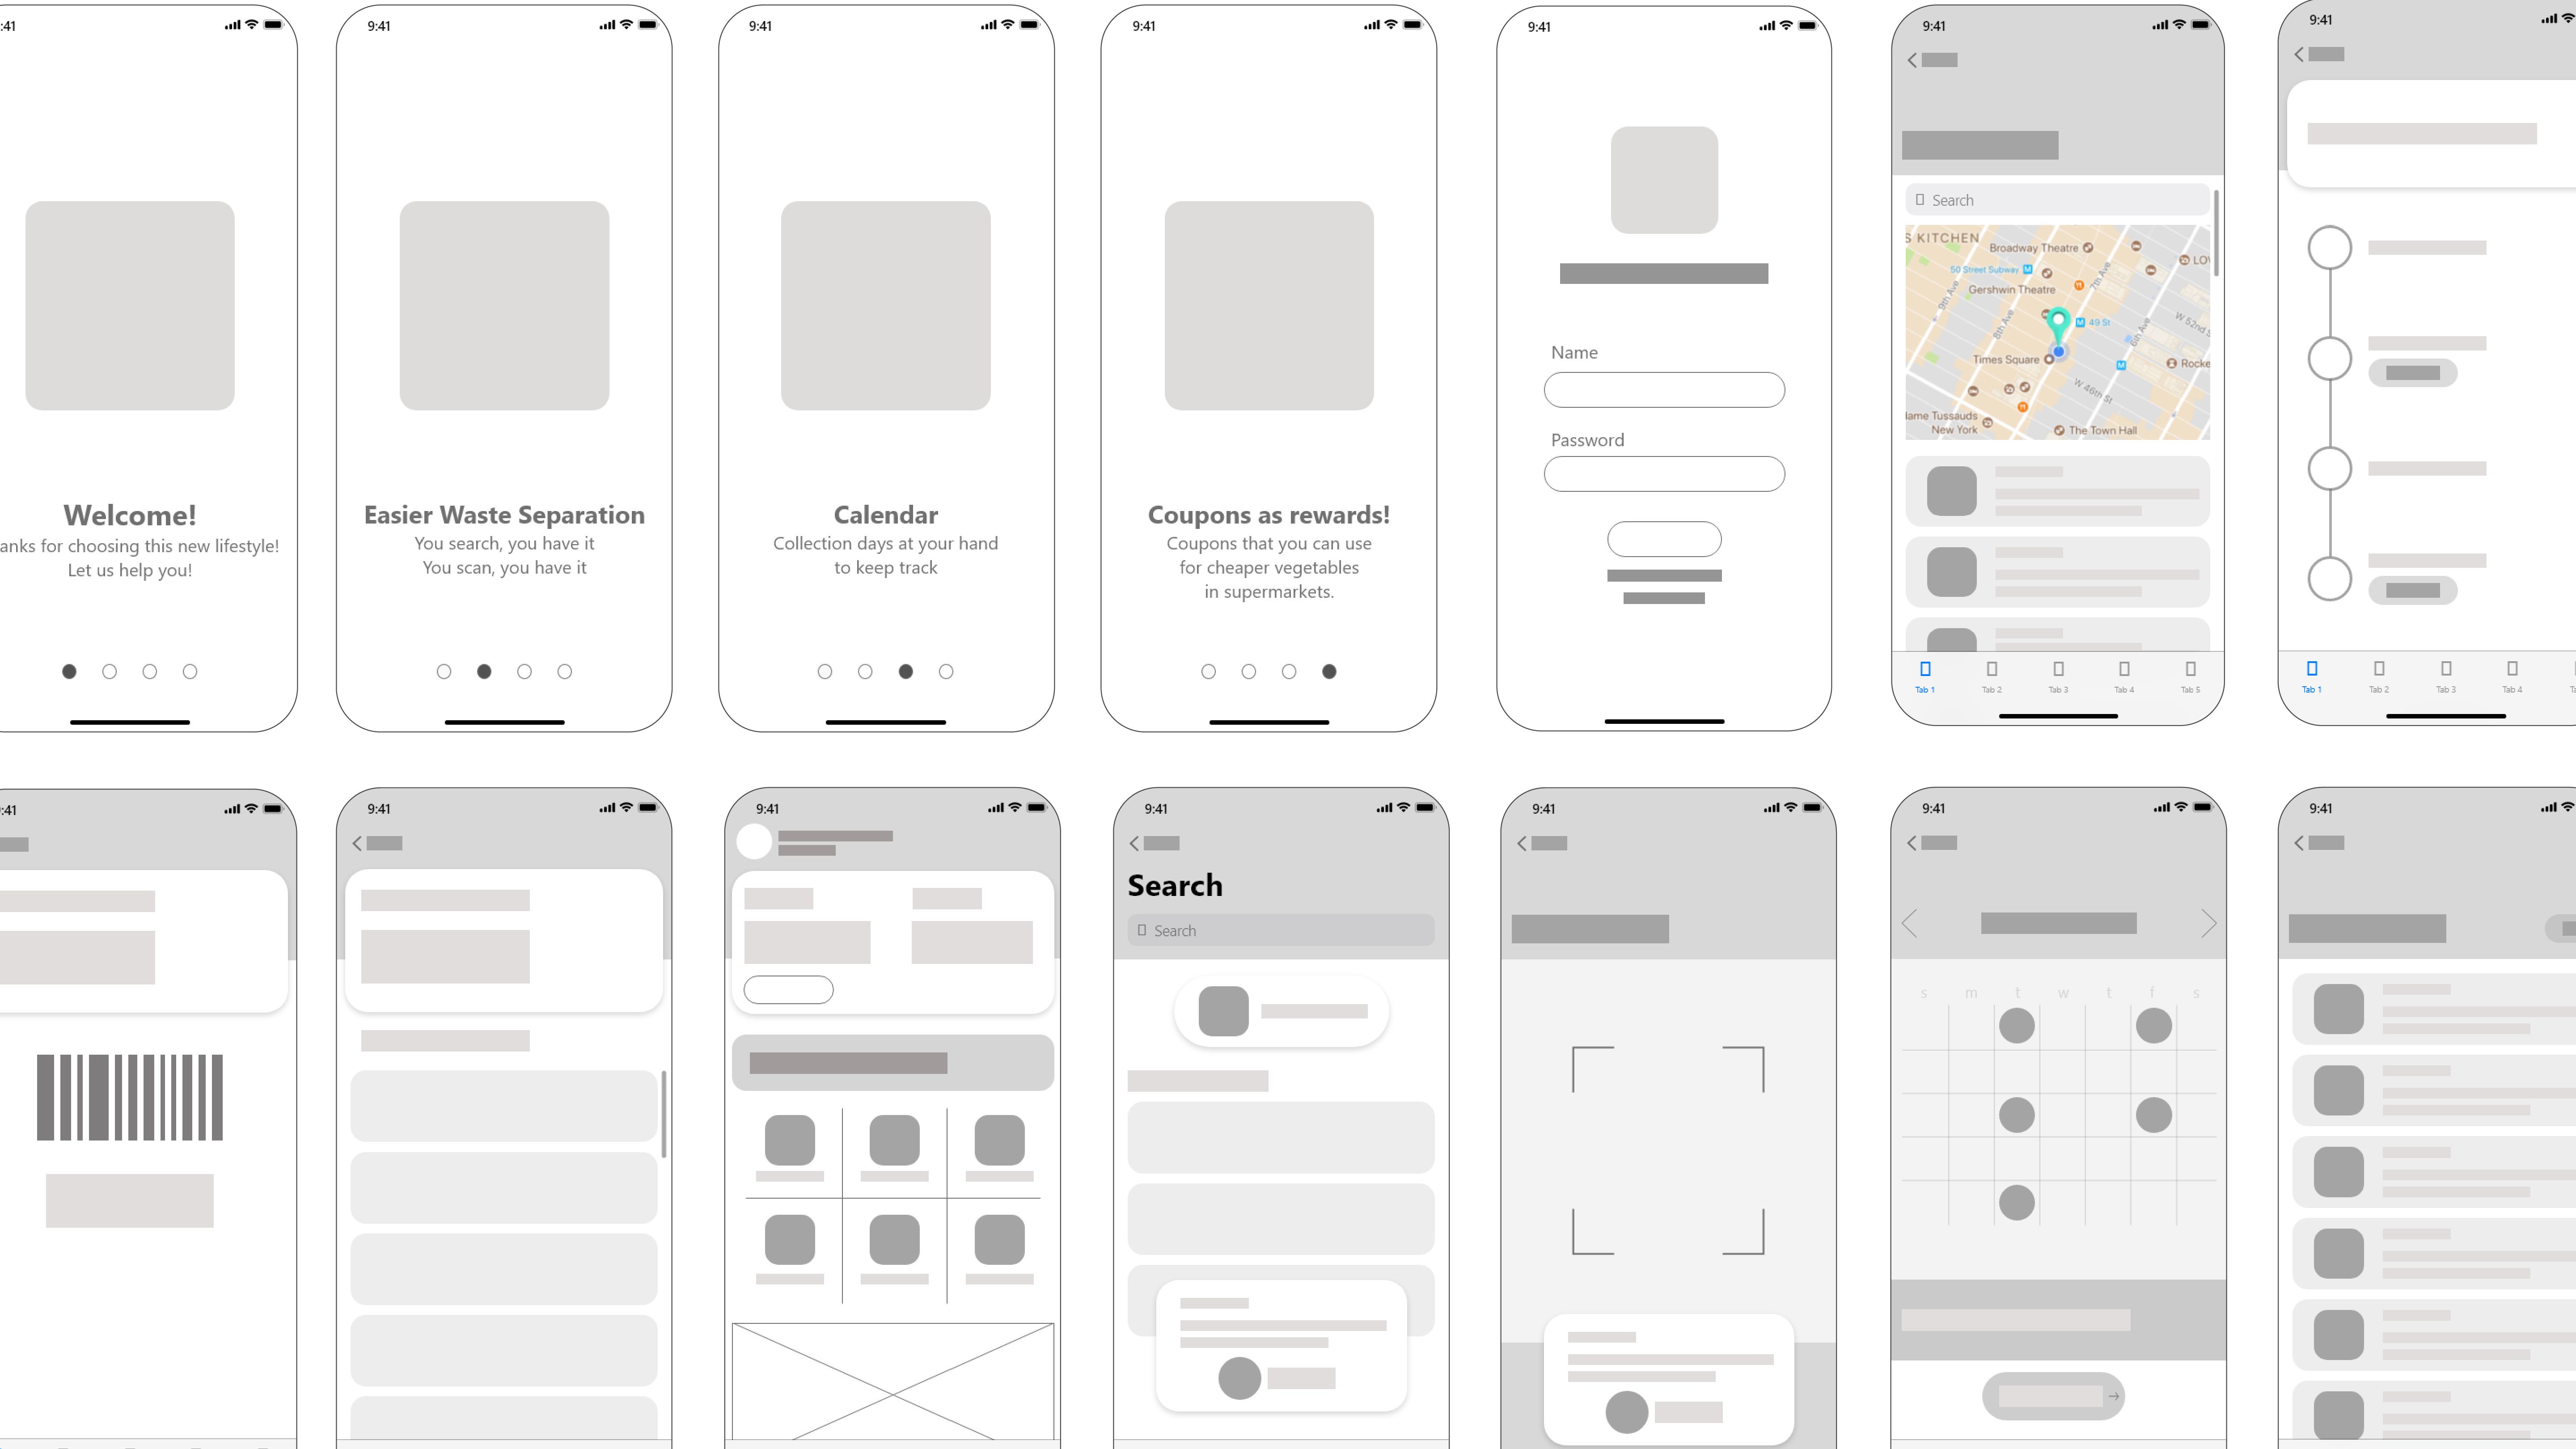 :41
9:41
9:41
9:41
9:41
9:41
9:41
Welcome!
anks for choosing this new lifestyle!
Let us help you!
Easier Waste Separation
You search, you have it
You scan, you have it
Calendar
Collection days at your hand
to keep track
Coupons as rewards!
Coupons that you can use
for cheaper vegetables
in supermarkets.
Name
Password
Search
S KITCHEN
Broadway Theatre
50 Street Subway
LOV
Gershwin Theatre
7th Ave
9th Ave
8th Ave
49 St
6th Ave
W 52nd S
Times Square
Rocke
W 46th St
lame Tussauds
New York
The Town Hall
Tab 1
Tab 2
Tab 3
Tab 4
Tab 5
Tab 1
Tab 2
Tab 3
Tab 4
:41
9:41
9:41
9:41
9:41
9:41
9:41
Search
Search
s m t w t f s